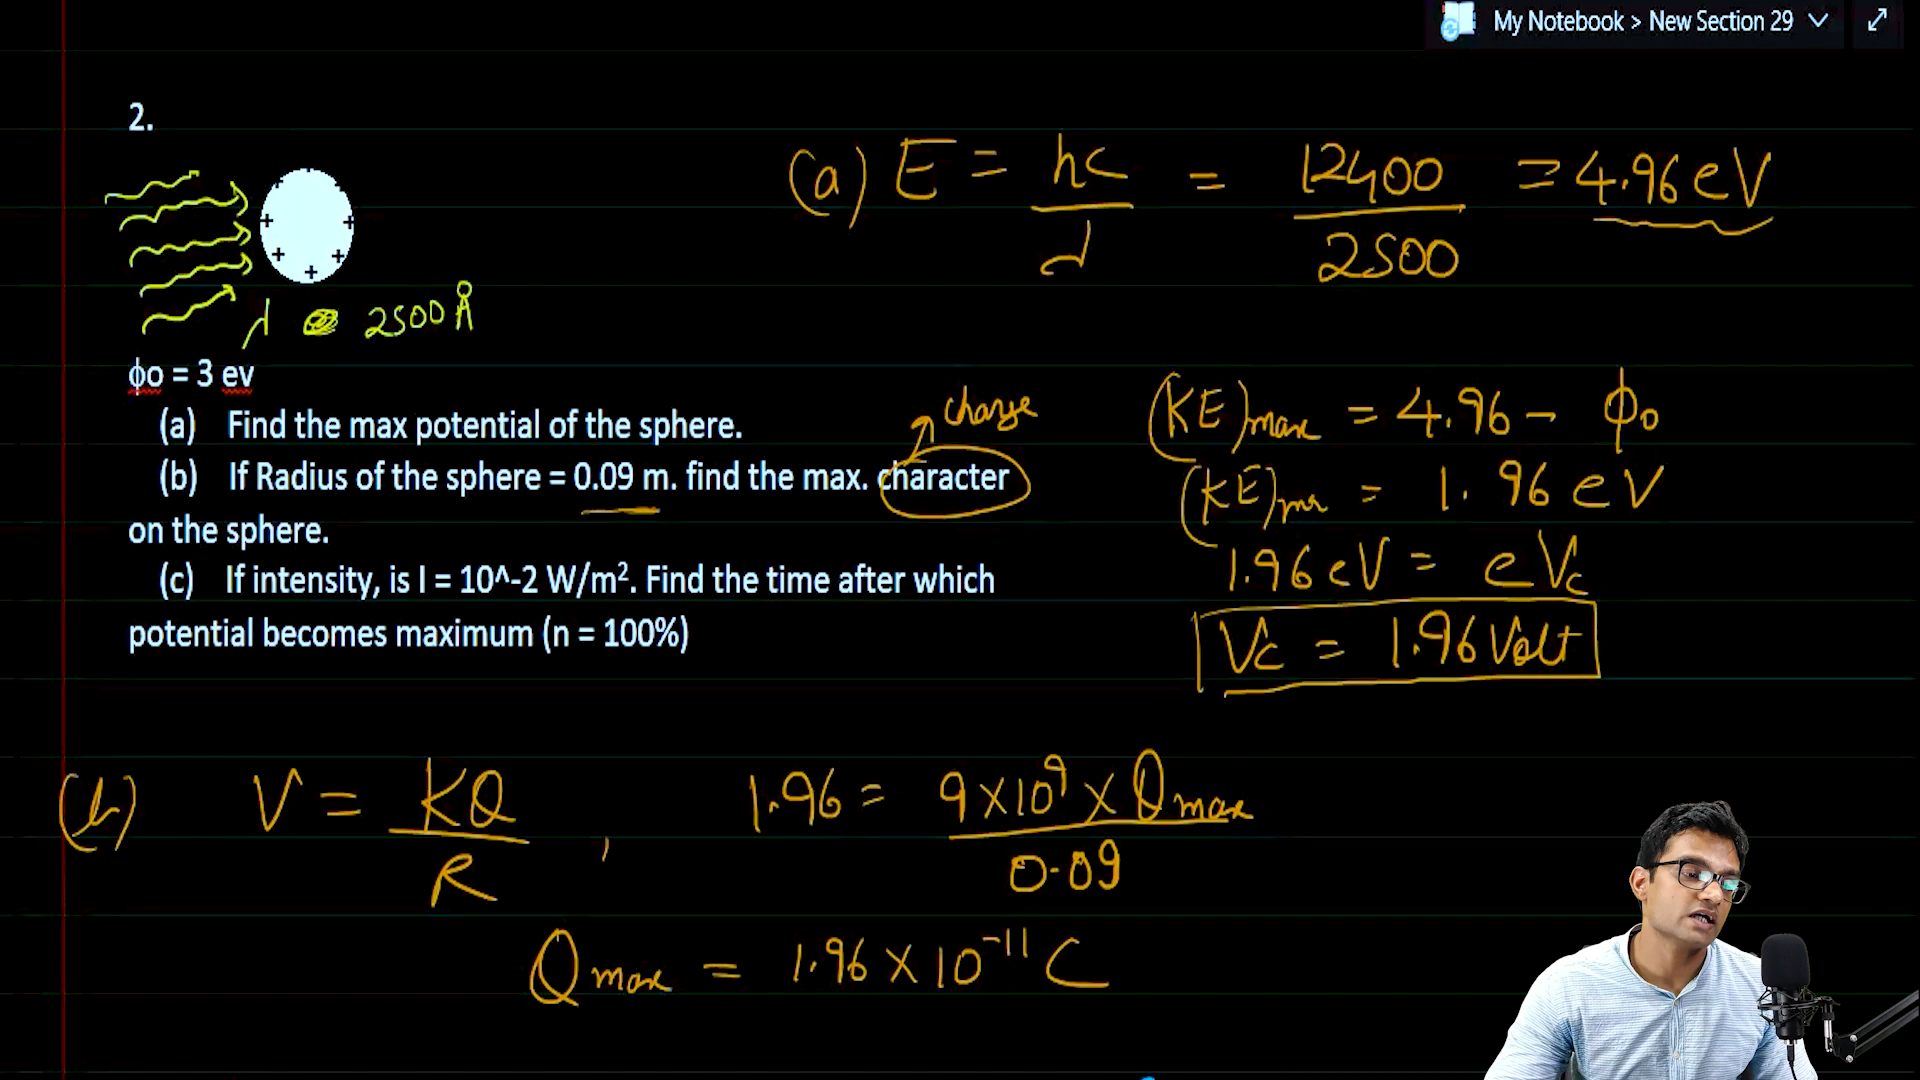 My Notebook > New Section 29
2.
(a) E = hc/λ = 12400/2500 = 4.96 eV
λ 2500 Å
ϕo = 3 ev
(a) Find the max potential of the sphere.
charge
(b) If Radius of the sphere = 0.09 m. find the max. character
on the sphere.
(c) If intensity, is I = 10^-2 W/m². Find the time after which
potential becomes maximum (n = 100%)
(KE)max = 4.96 - ϕo
(KE)max = 1.96 eV
1.96 eV = eVc
Vc = 1.96 Volt
(b) V = KQ/R , 1.96 = 9×10⁹ × Qmax/0.09
Qmax = 1.96 × 10⁻¹¹ C